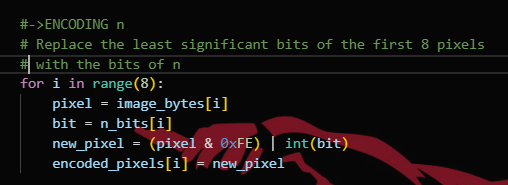 #->ENCODING n
# Replace the least significant bits of the first 8 pixels
# with the bits of n
for i in range(8):
    pixel = image_bytes[i]
    bit = n_bits[i]
    new_pixel = (pixel & 0xFE) | int(bit)
    encoded_pixels[i] = new_pixel